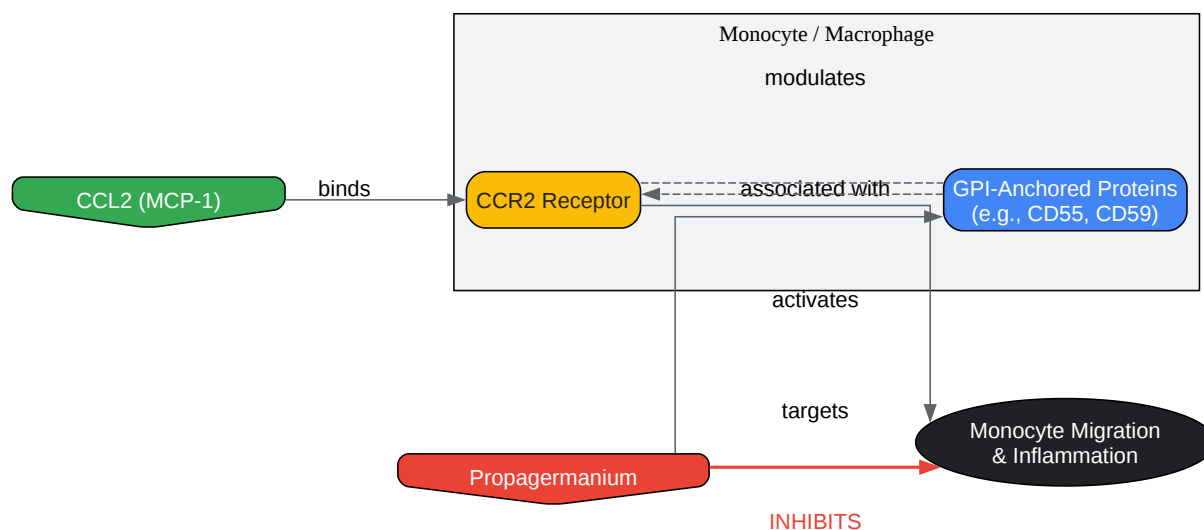 Monocyte / Macrophage
modulates
CCL2 (MCP-1)
binds
CCR2 Receptor
associated with
GPI-Anchored Proteins
(e.g., CD55, CD59)
activates
targets
Monocyte Migration
& Inflammation
Propagermanium
INHIBITS